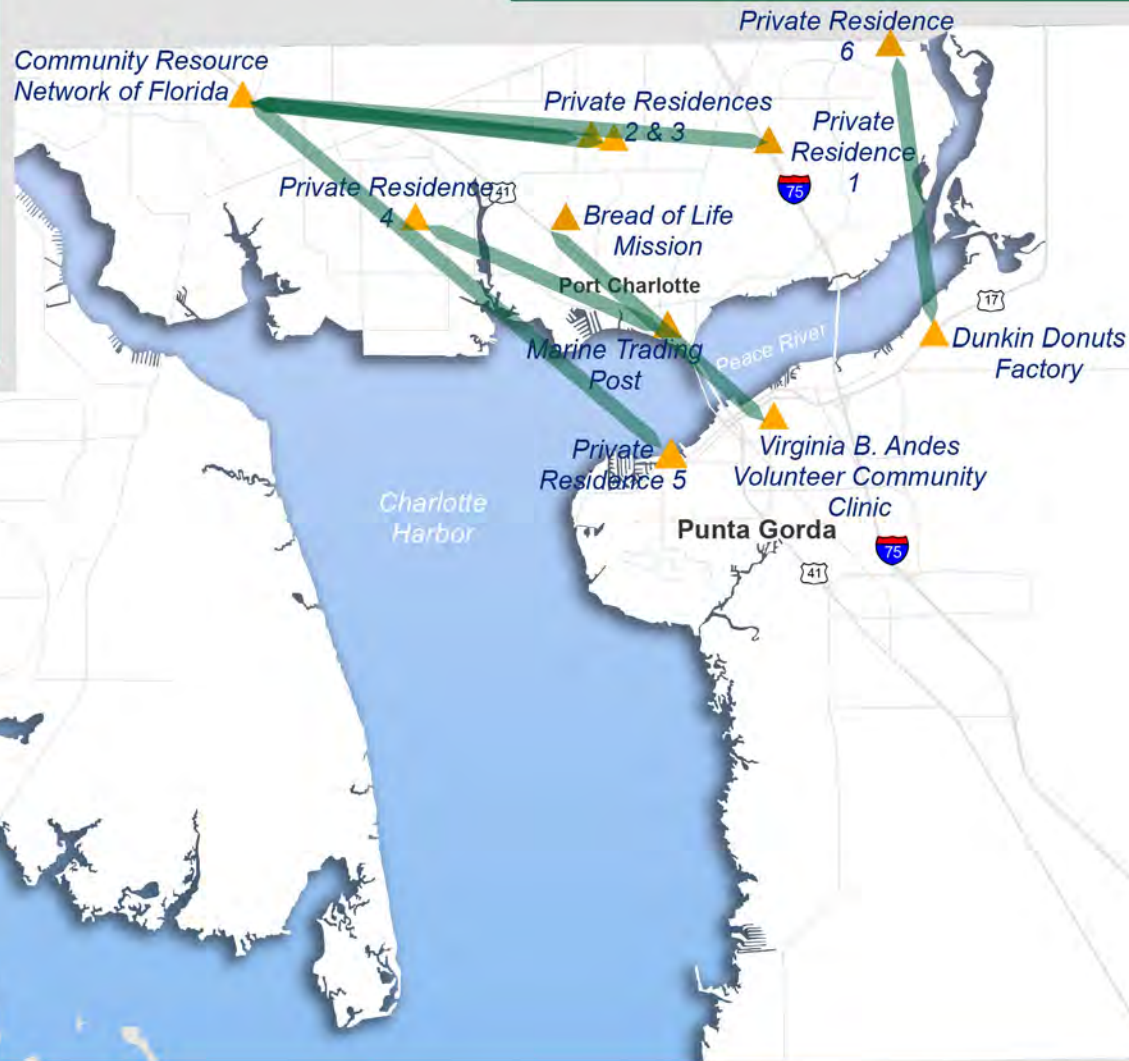 Private Residence
6
Community Resource
Network of Florida
Private Residences
2 & 3
Private
Residence
1
75
Private Residence
4
41
Bread of Life
Mission
Port Charlotte
17
Marine Trading
Post
Peace River
Dunkin Donuts
Factory
Private
Residence 5
Virginia B. Andes
Volunteer Community
Clinic
Charlotte
Harbor
Punta Gorda
75
41